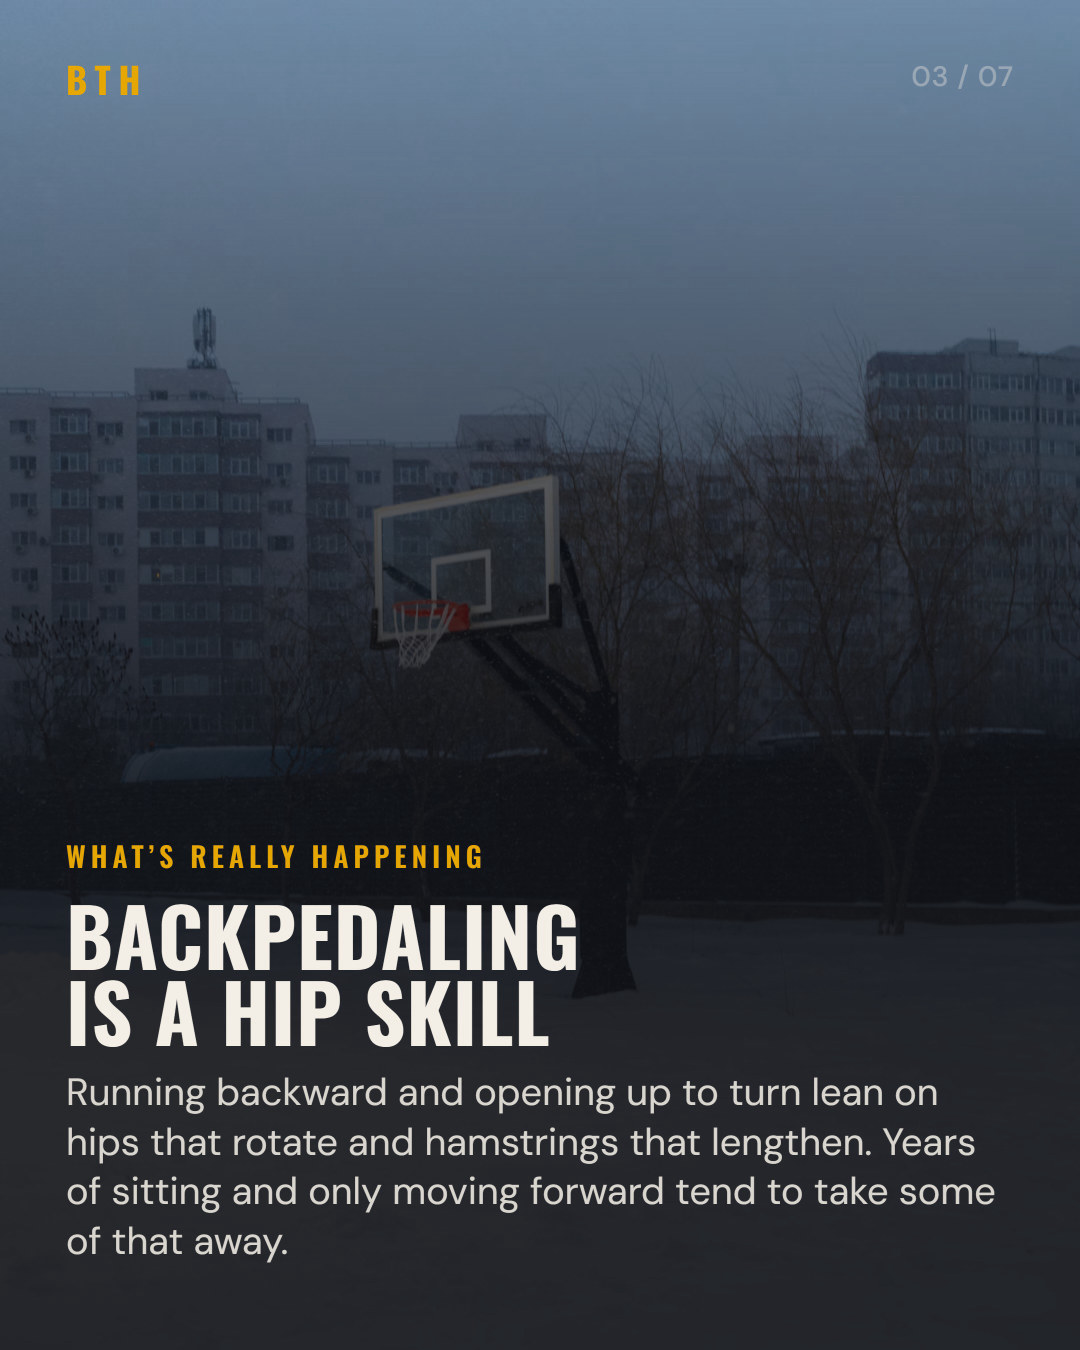 BTH
03 / 07
WHAT’S REALLY HAPPENING
BACKPEDALING
IS A HIP SKILL
Running backward and opening up to turn lean on
hips that rotate and hamstrings that lengthen. Years
of sitting and only moving forward tend to take some
of that away.